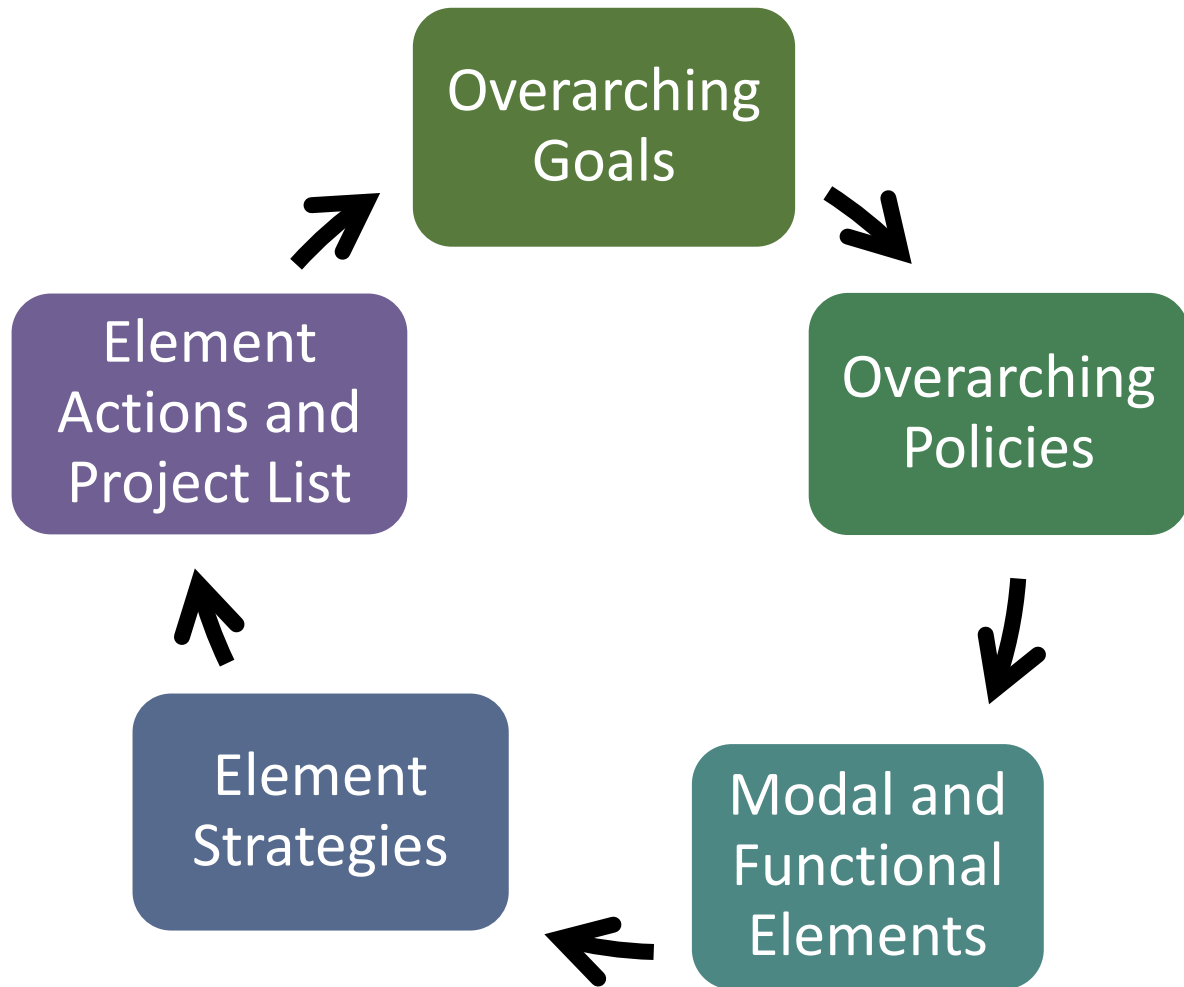 Overarching
Goals
Overarching
Policies
Modal and
Functional
Elements
Element
Strategies
Element
Actions and
Project List